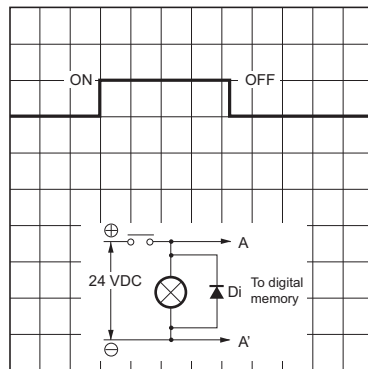 ON
OFF
⊕
A
24 VDC
Di
To digital
memory
⊖
A'